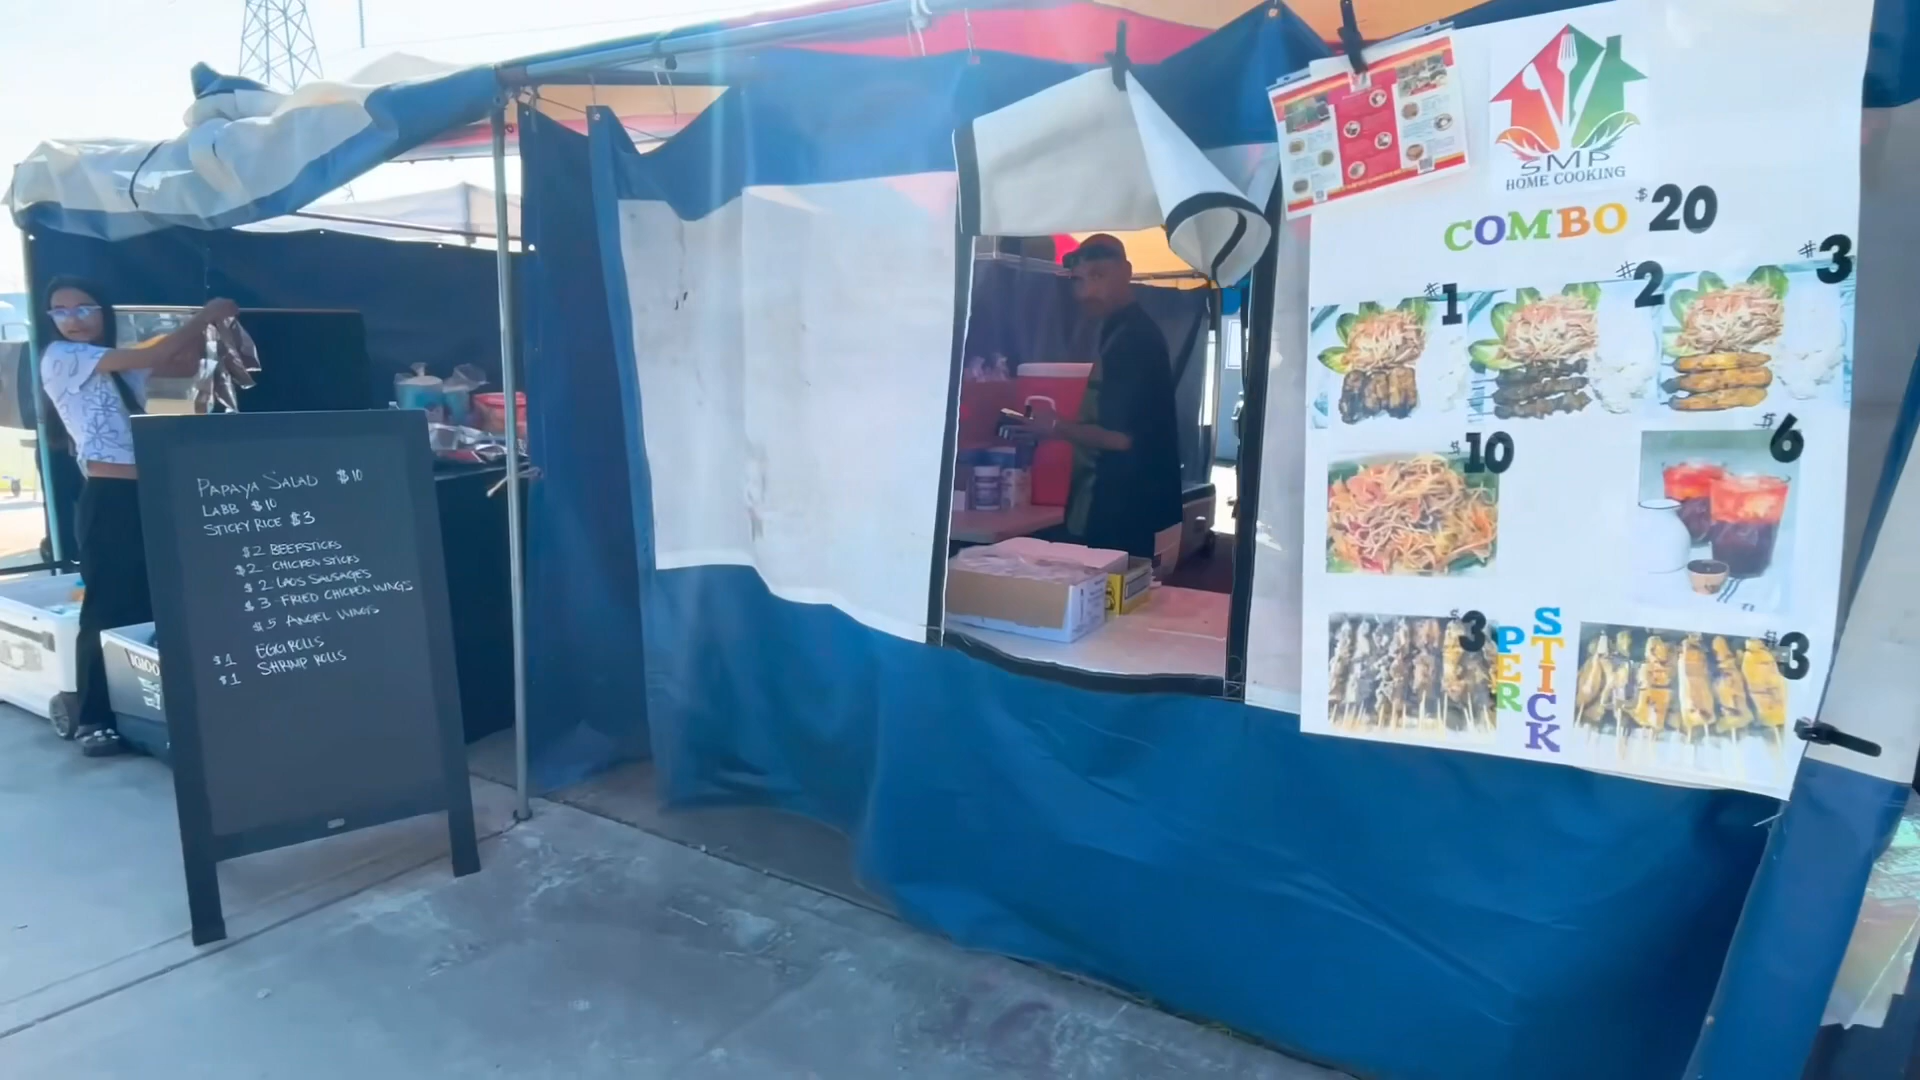 PAPAYA SALAD $10
LABB $10
STICKY RICE $3
$2 BEEFSTICKS
$2 CHICKEN STICKS
$2 LAOS SAUSAGES
$3 FRIED CHICKEN WINGS
$5 ANGEL WINGS
$1 EGGROLLS
$1 SHRIMP ROLLS
IGLOO
SMP
HOME COOKING
COMBO $20
#1 #2 #3
$10 $6
$3 PER STICK $3